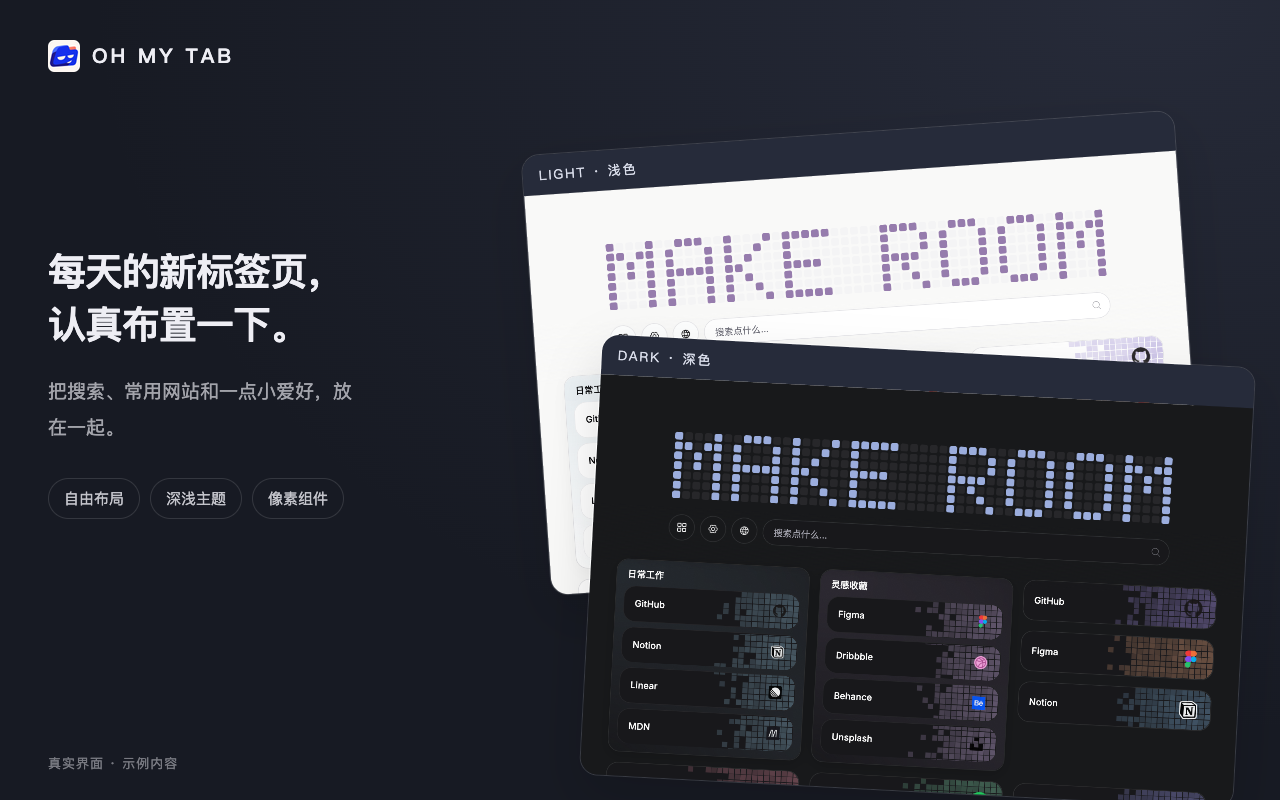 OH MY TAB
每天的新标签页，
认真布置一下。
把搜索、常用网站和一点小爱好，放
在一起。
自由布局
深浅主题
像素组件
真实界面 · 示例内容
LIGHT · 浅色
MAKE ROOM
搜索点什么...
日常工
DARK · 深色
MAKE ROOM
搜索点什么...
日常工作
GitHub
Notion
Linear
MDN
灵感收藏
Figma
Dribbble
Behance
Be
Unsplash
GitHub
Figma
Notion